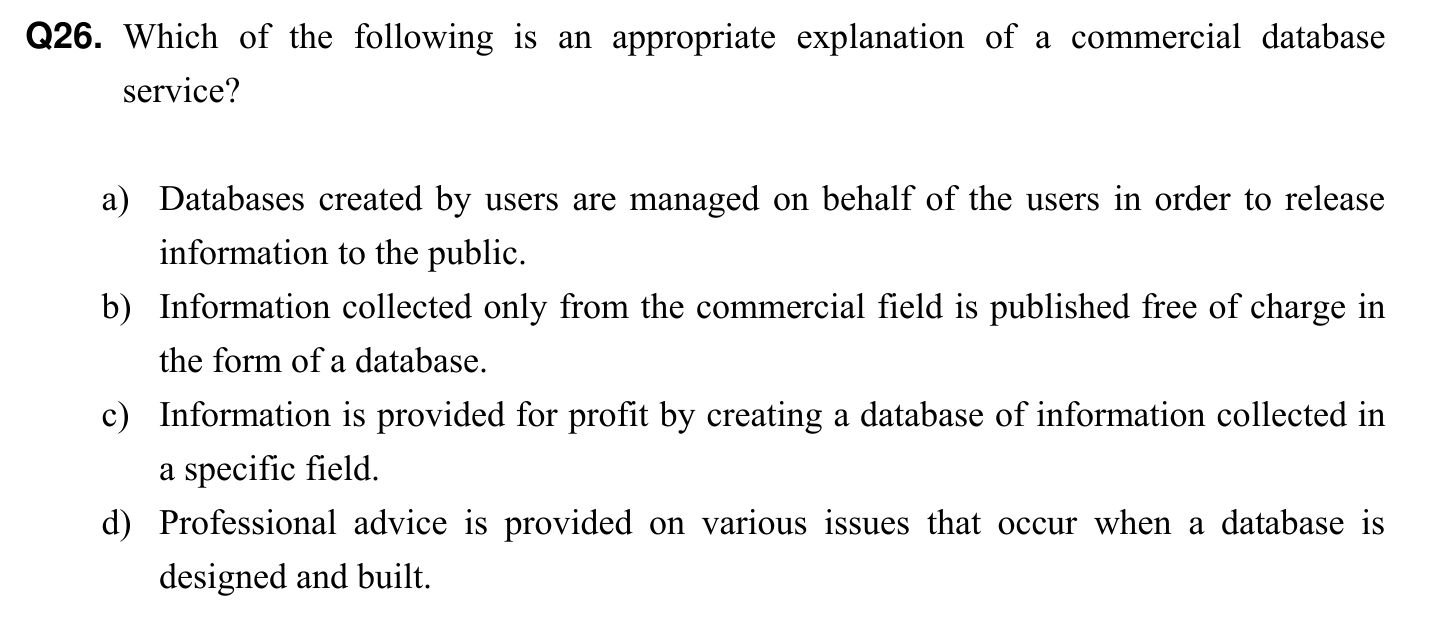 Q26. Which of the following is an appropriate explanation of a commercial database
service?
a) Databases created by users are managed on behalf of the users in order to release
information to the public.
b) Information collected only from the commercial field is published free of charge in
the form of a database.
c) Information is provided for profit by creating a database of information collected in
a specific field.
d) Professional advice is provided on various issues that occur when a database is
designed and built.